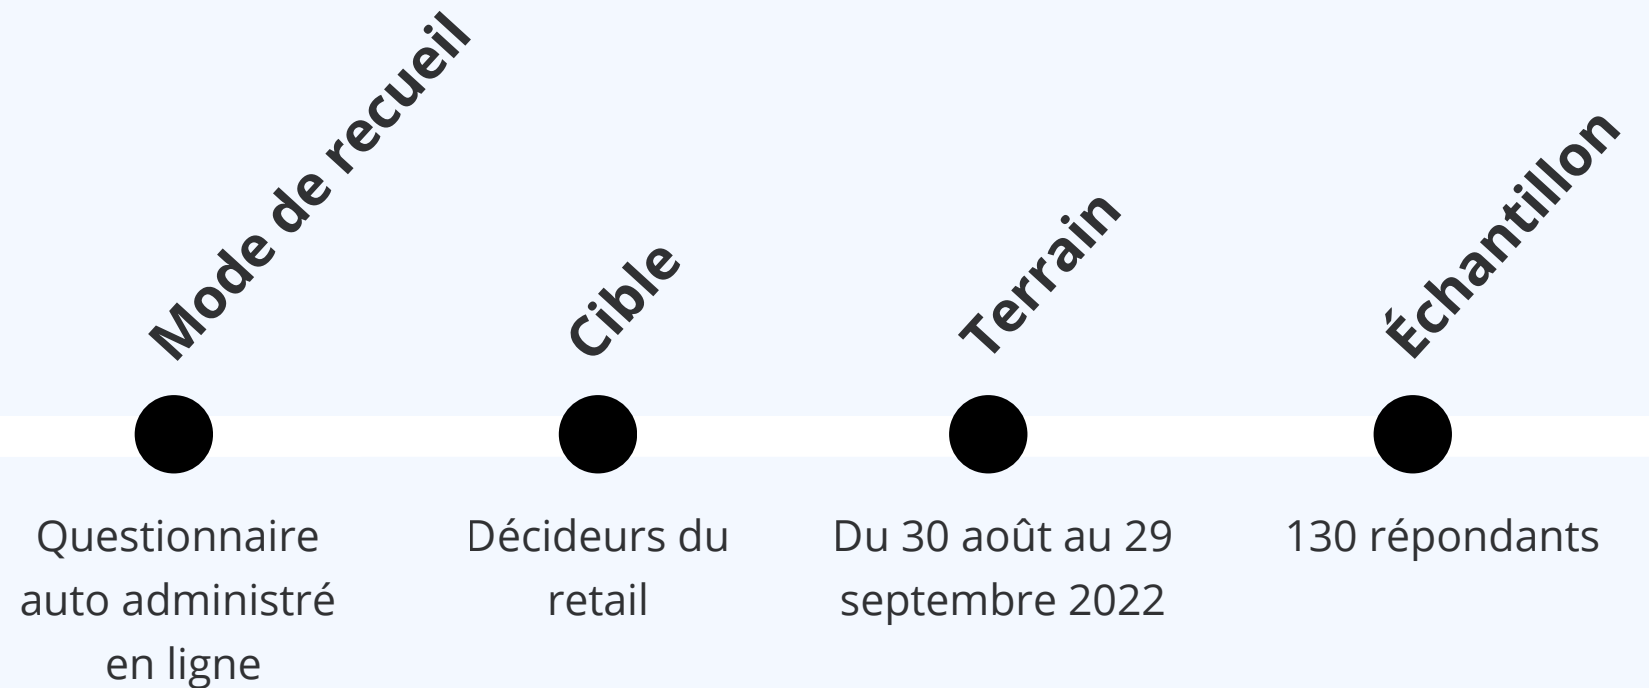 Mode de recueil
Cible
Terrain
Échantillon
Questionnaire
auto administré
en ligne
Décideurs du
retail
Du 30 août au 29
septembre 2022
130 répondants